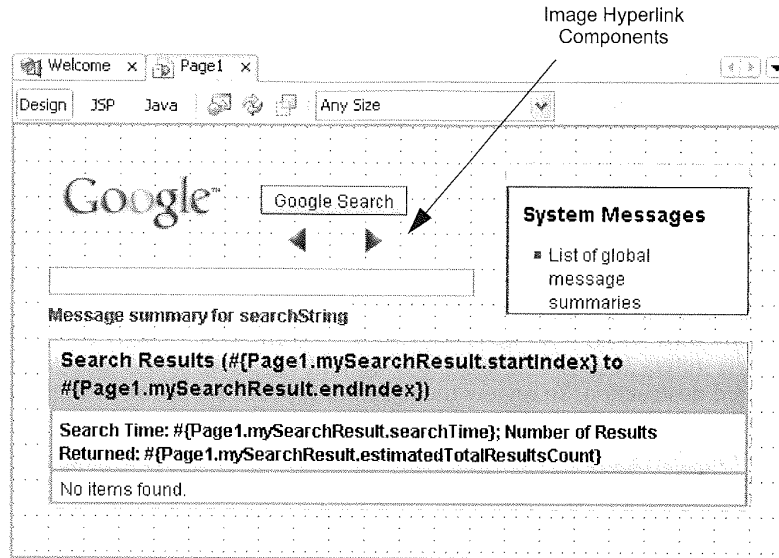 Image Hyperlink
Components
Welcome x Page1 x
Design JSP Java Any Size
Google™
Google Search
System Messages
List of global
message
summaries
Message summary for searchString
Search Results (#{Page1.mySearchResult.startIndex} to
#{Page1.mySearchResult.endIndex})
Search Time: #{Page1.mySearchResult.searchTime}; Number of Results
Returned: #{Page1.mySearchResult.estimatedTotalResultsCount}
No items found.